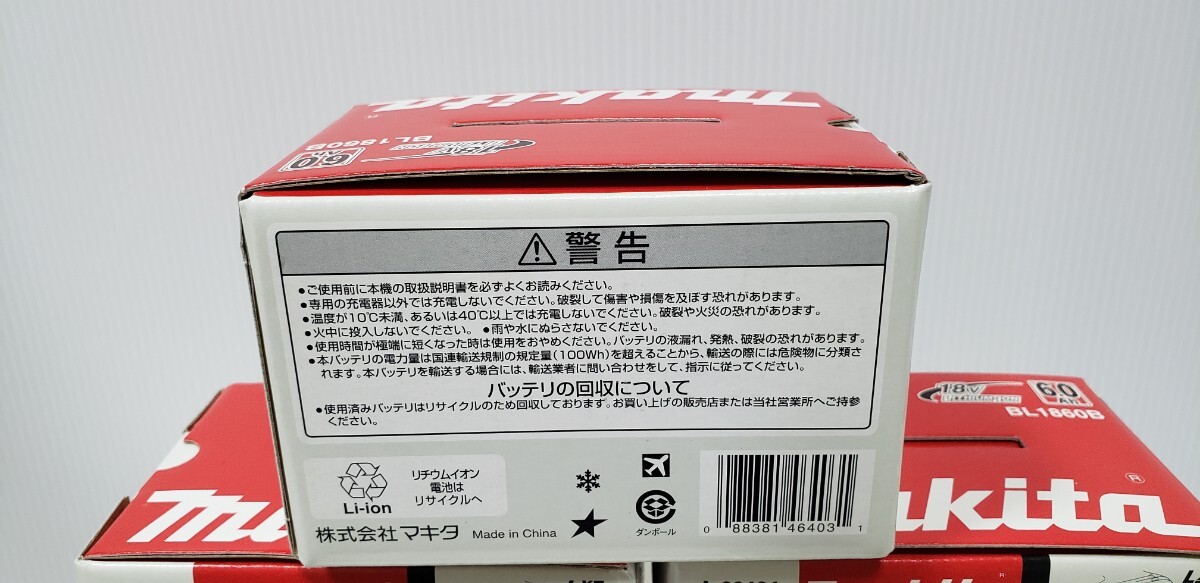 makita
®
BL1860B
18V
LITHIUM-ION
6.0
Ah
警告
●ご使用前に本機の取扱説明書を必ずよくお読みください。
●専用の充電器以外では充電しないでください。破裂して傷害や損傷を及ぼす恐れがあります。
●温度が10℃未満、あるいは40℃以上では充電しないでください。破裂や火災の恐れがあります。
●火中に投入しないでください。 ●雨や水にぬらさないでください。
●使用時間が極端に短くなった時は使用をおやめください。バッテリの液漏れ、発熱、破裂の恐れがあります。
●本バッテリの電力量は国連輸送規制の規定量(100Wh)を超えることから、輸送の際には危険物に分類さ
れます。本バッテリを輸送する場合には、輸送業者に問い合わせをして、指示に従ってください。
バッテリの回収について
●使用済みバッテリはリサイクルのため回収しております。お買い上げの販売店または当社営業所へご持参
ください。
Li-ion
リチウムイオン
電池は
リサイクルへ
ダンボール
0 88381 46403 1
株式会社マキタ Made in China
18V
LITHIUM-ION
6.0
Ah
BL1860B
®